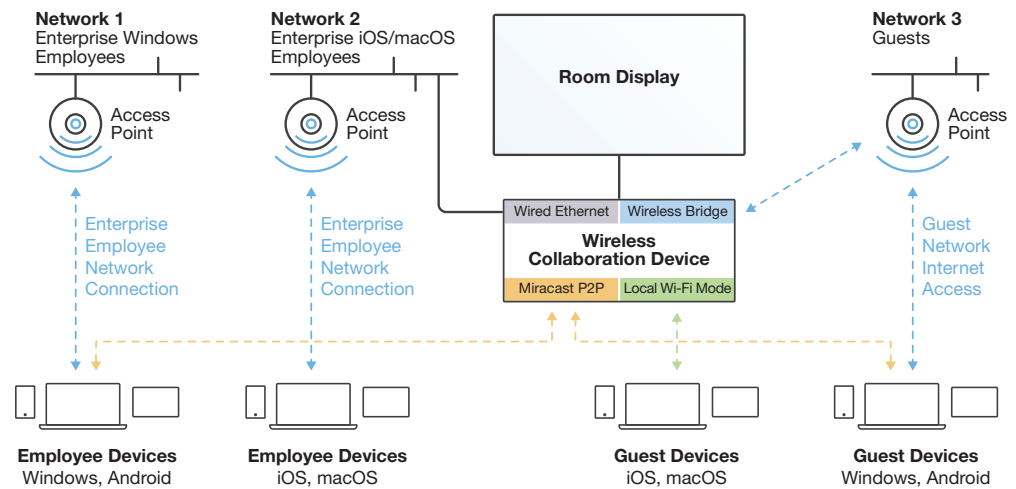 Network 1
Enterprise Windows
Employees
Access
Point
Network 2
Enterprise iOS/macOS
Employees
Access
Point
Room Display
Network 3
Guests
Access
Point
Wired Ethernet
Wireless Bridge
Wireless
Collaboration Device
Miracast P2P
Local Wi-Fi Mode
Enterprise
Employee
Network
Connection
Enterprise
Employee
Network
Connection
Guest
Network
Internet
Access
Employee Devices
Windows, Android
Employee Devices
iOS, macOS
Guest Devices
iOS, macOS
Guest Devices
Windows, Android